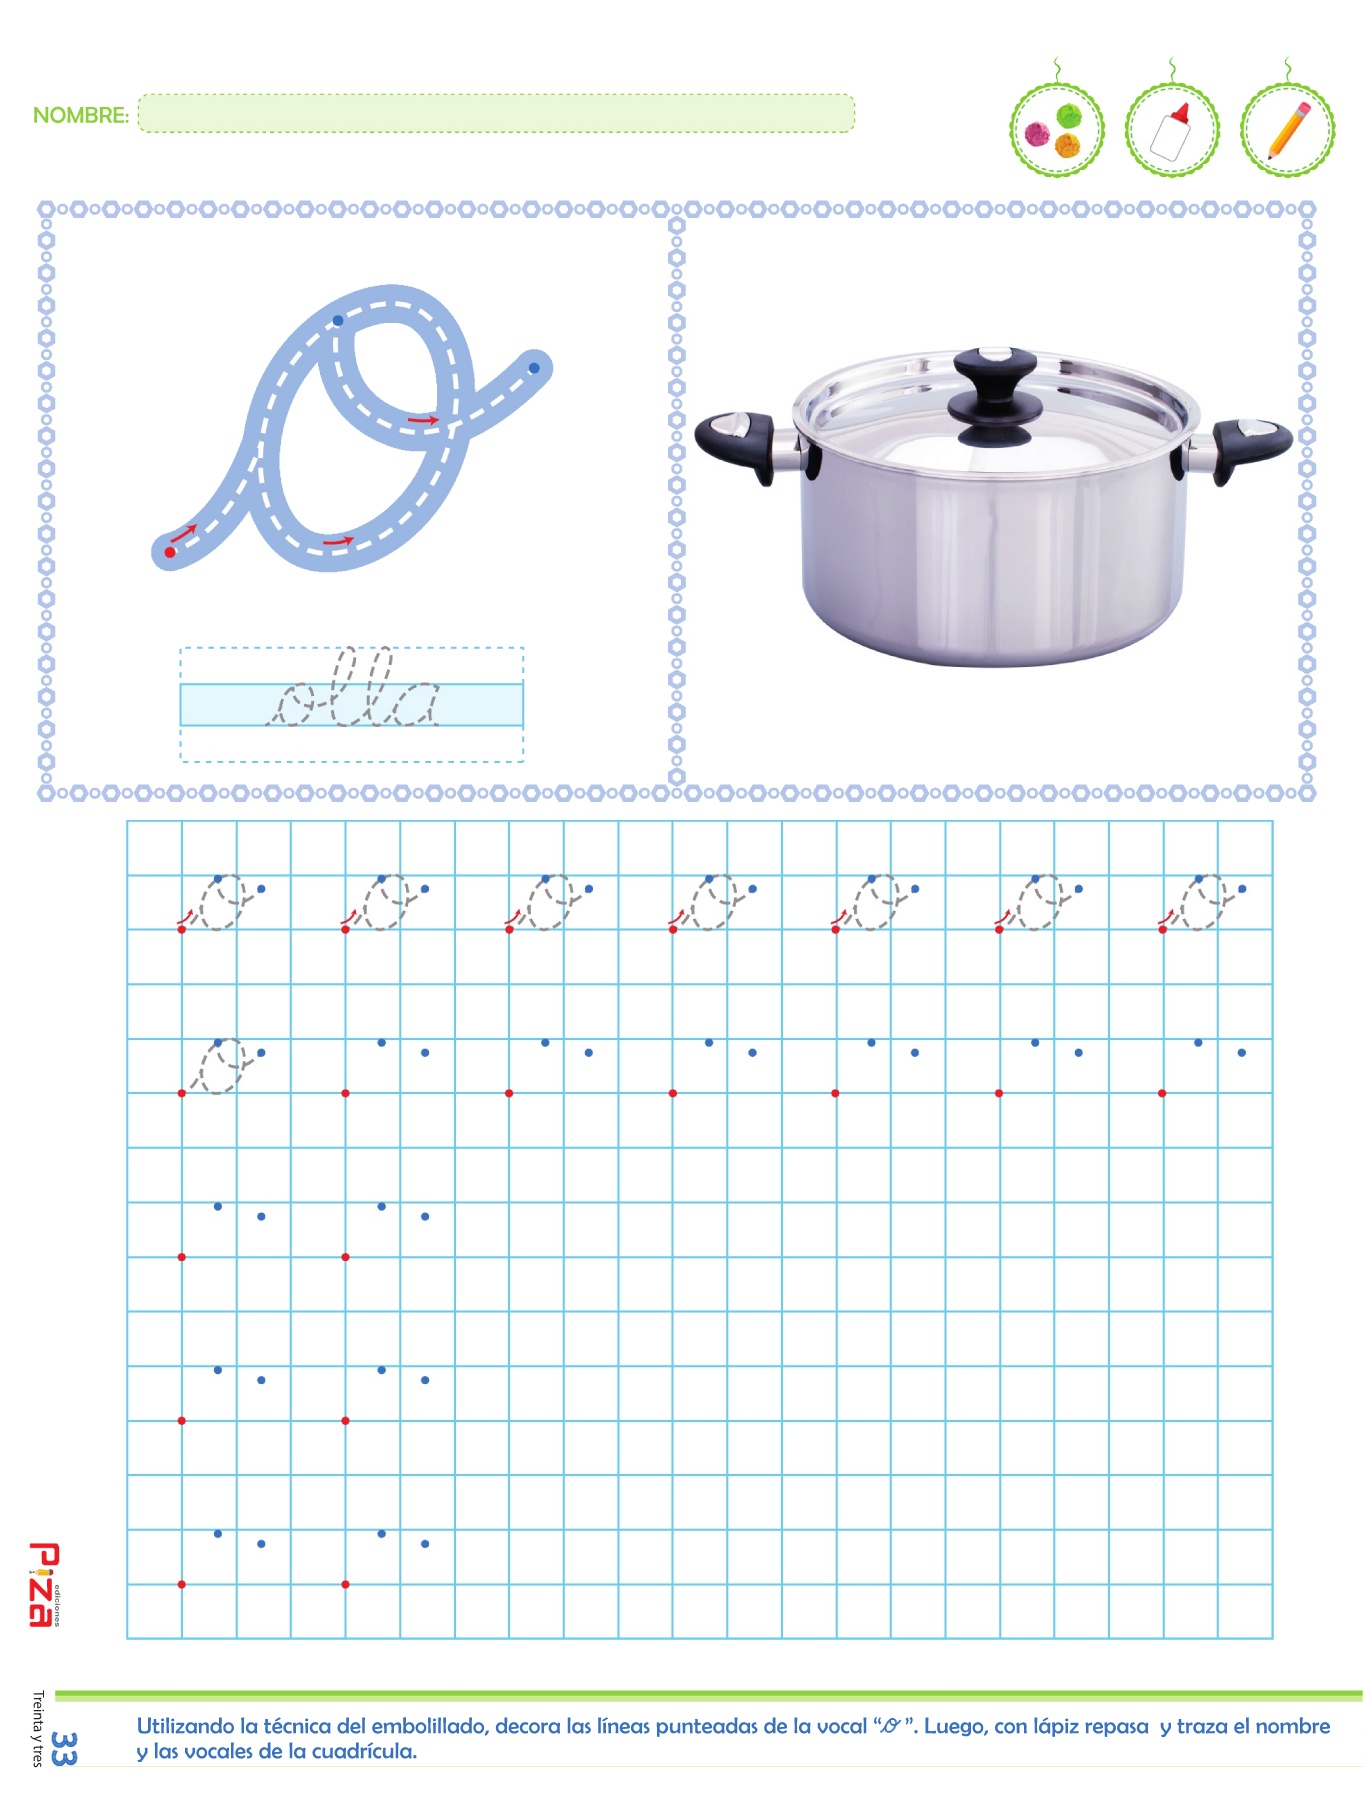 NOMBRE:
o
olla
o o o o o o o
o
PiZA
ediciones
Treinta y tres
33
Utilizando la técnica del embolillado, decora las líneas punteadas de la vocal “o”. Luego, con lápiz repasa y traza el nombre
y las vocales de la cuadrícula.